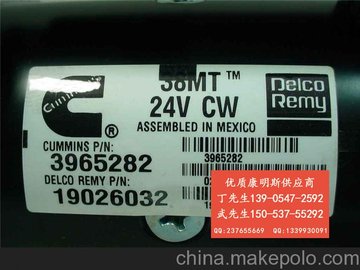 Cummins
38MT™
24V CW
ASSEMBLED IN MEXICO
Delco
Remy
CUMMINS P/N:
3965282
3965282
DELCO REMY P/N:
19026032
优质康明斯供应商
丁先生139-0547-2592
武先生150-537-55292
QQ:237655669 QQ:1339930091
china.makepolo.com